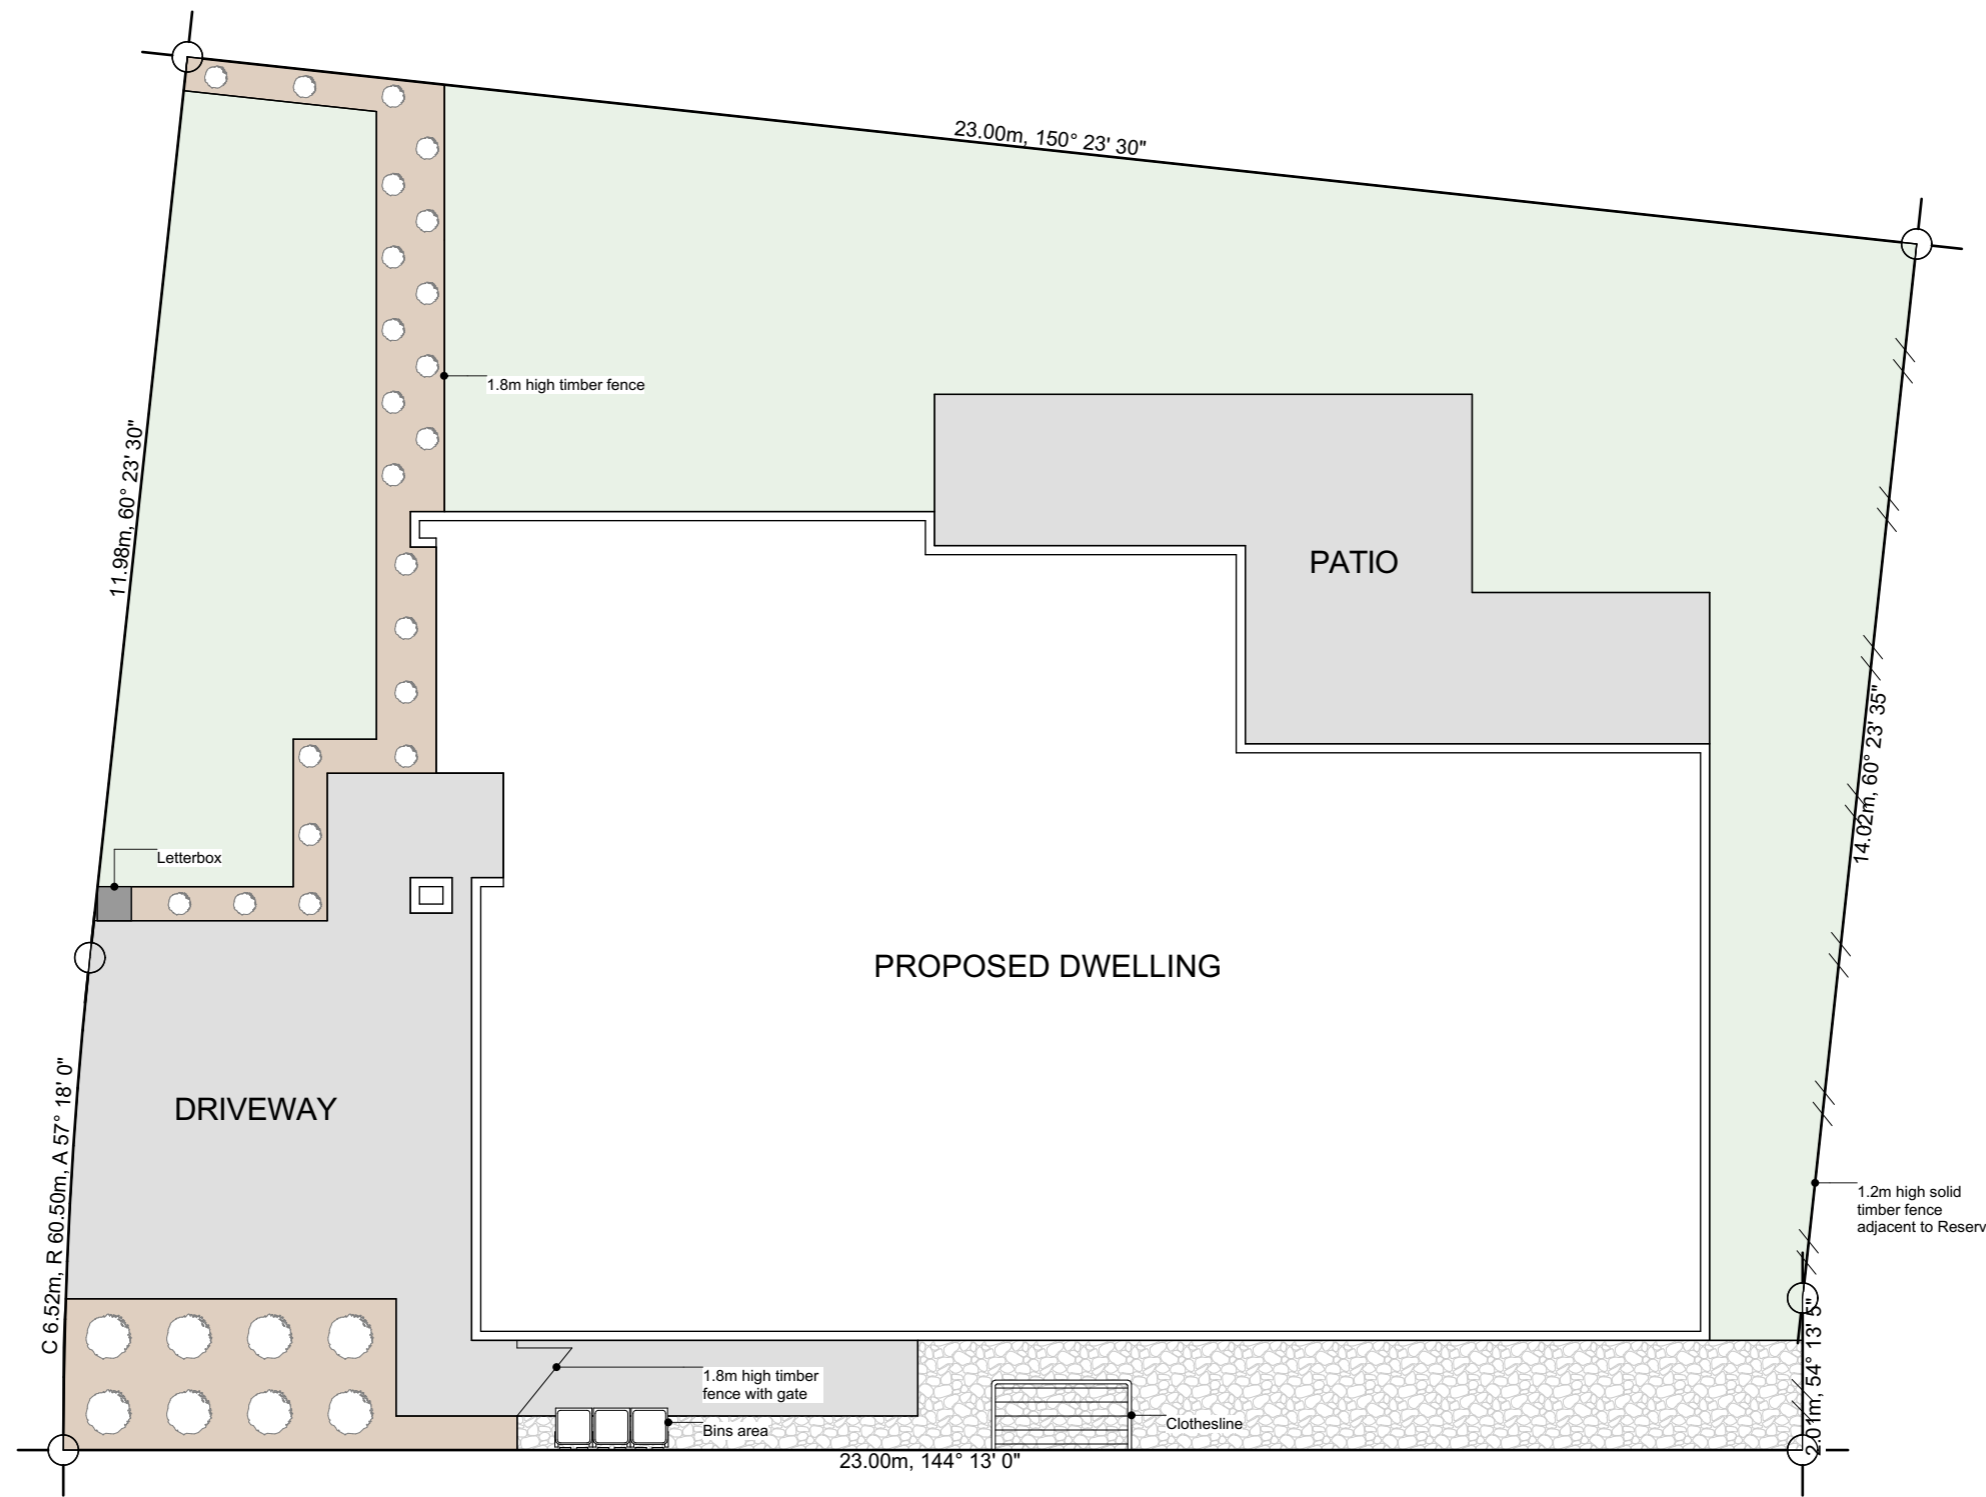 23.00m, 150° 23' 30"
1.8m high timber fence
11.98m, 60° 23' 30"
PATIO
14.02m, 60° 23' 35"
Letterbox
PROPOSED DWELLING
DRIVEWAY
C 6.52m, R 60.50m, A 57° 18' 0"
1.2m high solid
timber fence
adjacent to Reserv
2.01m, 54° 13' 5"
1.8m high timber
fence with gate
Bins area
Clothesline
23.00m, 144° 13' 0"